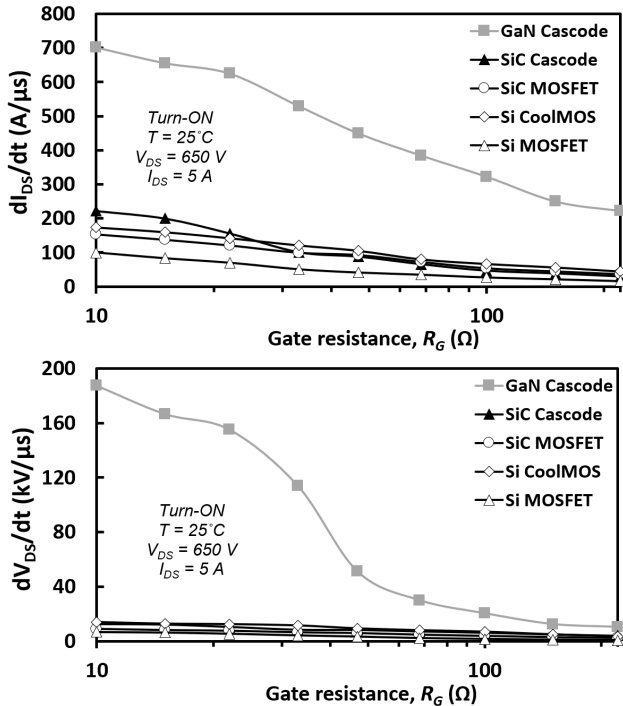 dI_DS/dt (A/µs)
800
700
600
500
400
300
200
100
0
GaN Cascode
SiC Cascode
SiC MOSFET
Si CoolMOS
Si MOSFET
Turn-ON
T = 25˚C
V_DS = 650 V
I_DS = 5 A
10 100
Gate resistance, R_G (Ω)
dV_DS/dt (kV/µs)
200
160
120
80
40
0
GaN Cascode
SiC Cascode
SiC MOSFET
Si CoolMOS
Si MOSFET
Turn-ON
T = 25˚C
V_DS = 650 V
I_DS = 5 A
10 100
Gate resistance, R_G (Ω)